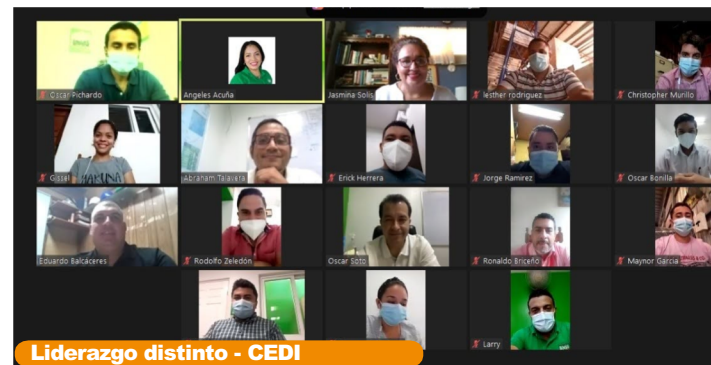 Oscar Pichardo
Angeles Acuña
Jasmina Solis
lesther rodriguez
Christopher Murillo
Gissel
Abraham Talavera
Erick Herrera
Jorge Ramirez
Oscar Bonilla
Eduardo Balcáceres
Rodolfo Zeledón
Oscar Soto
Ronaldo Briceño
Maynor Garcia
Larry
Liderazgo distinto - CEDI